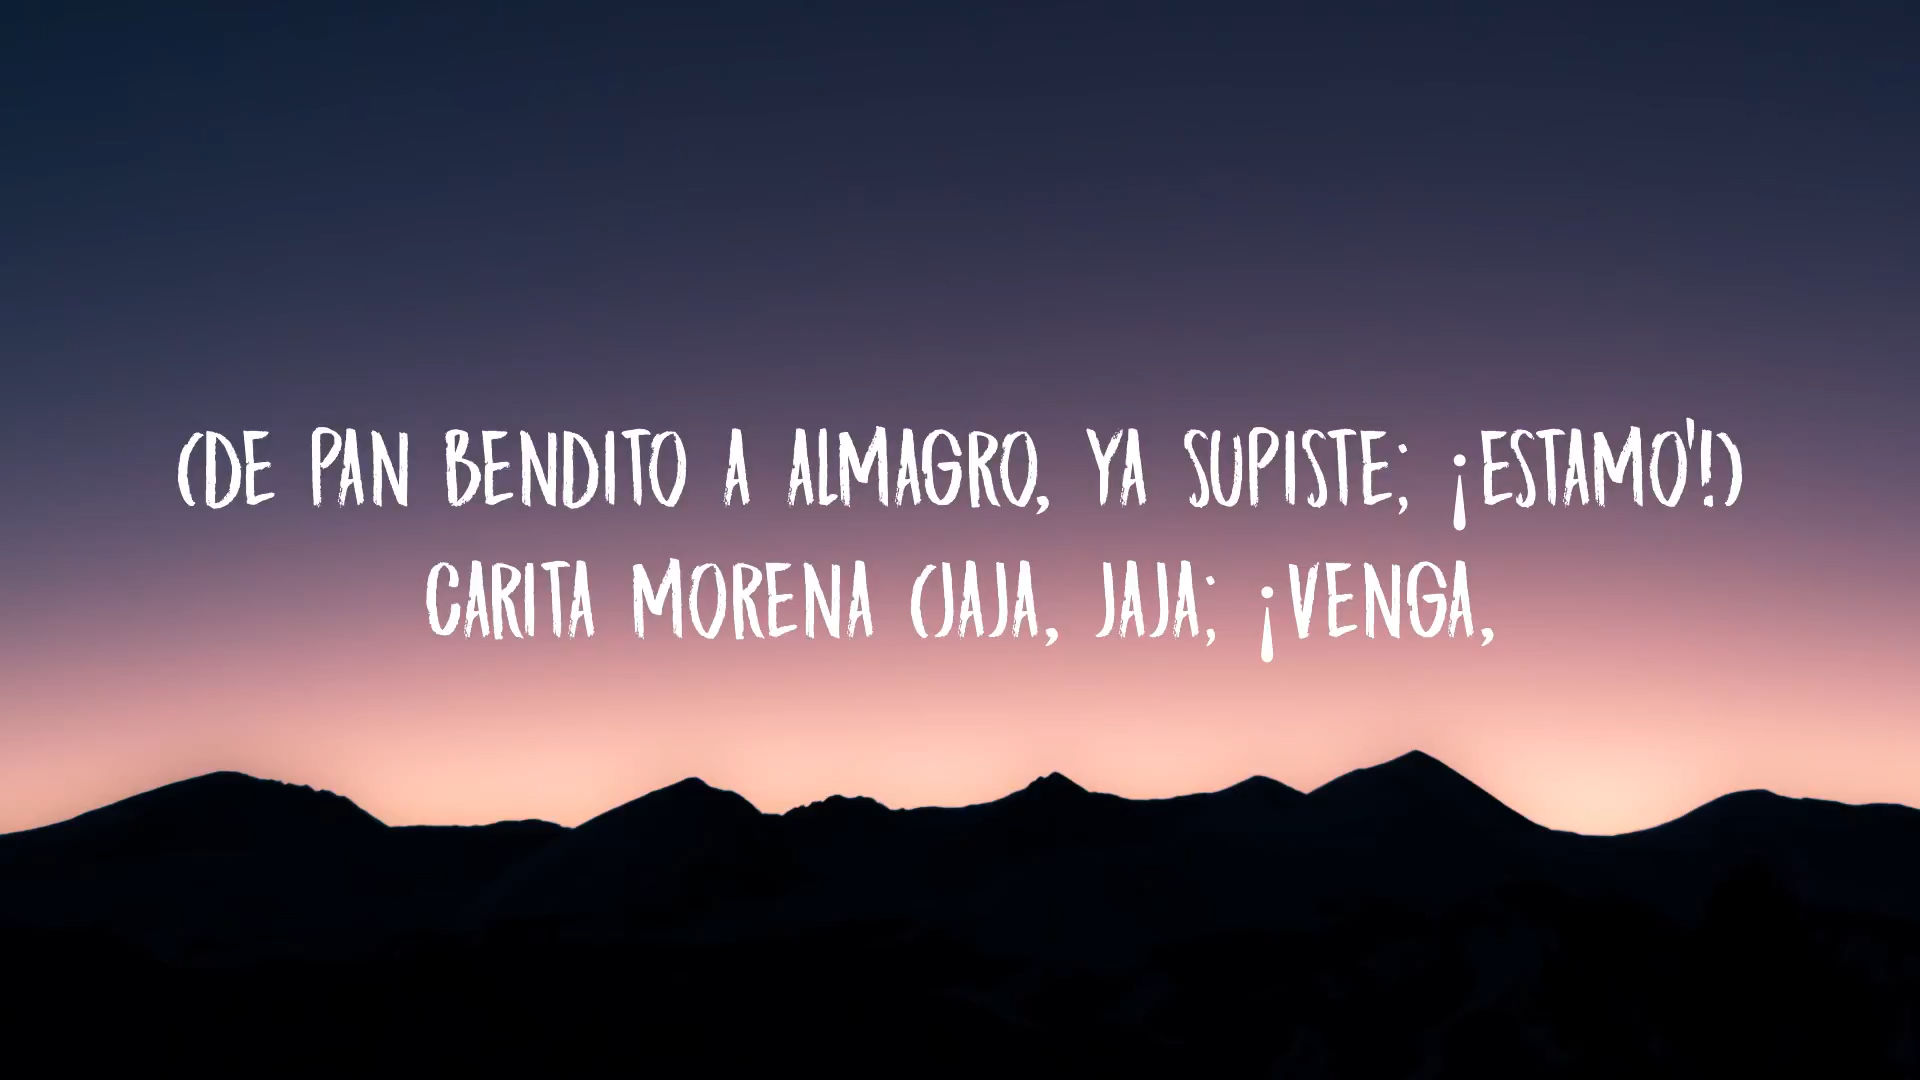 (DE PAN BENDITO A ALMAGRO, YA SUPISTE; ¡ESTAMO'!)
CARITA MORENA (JAJA, JAJA; ¡VENGA,